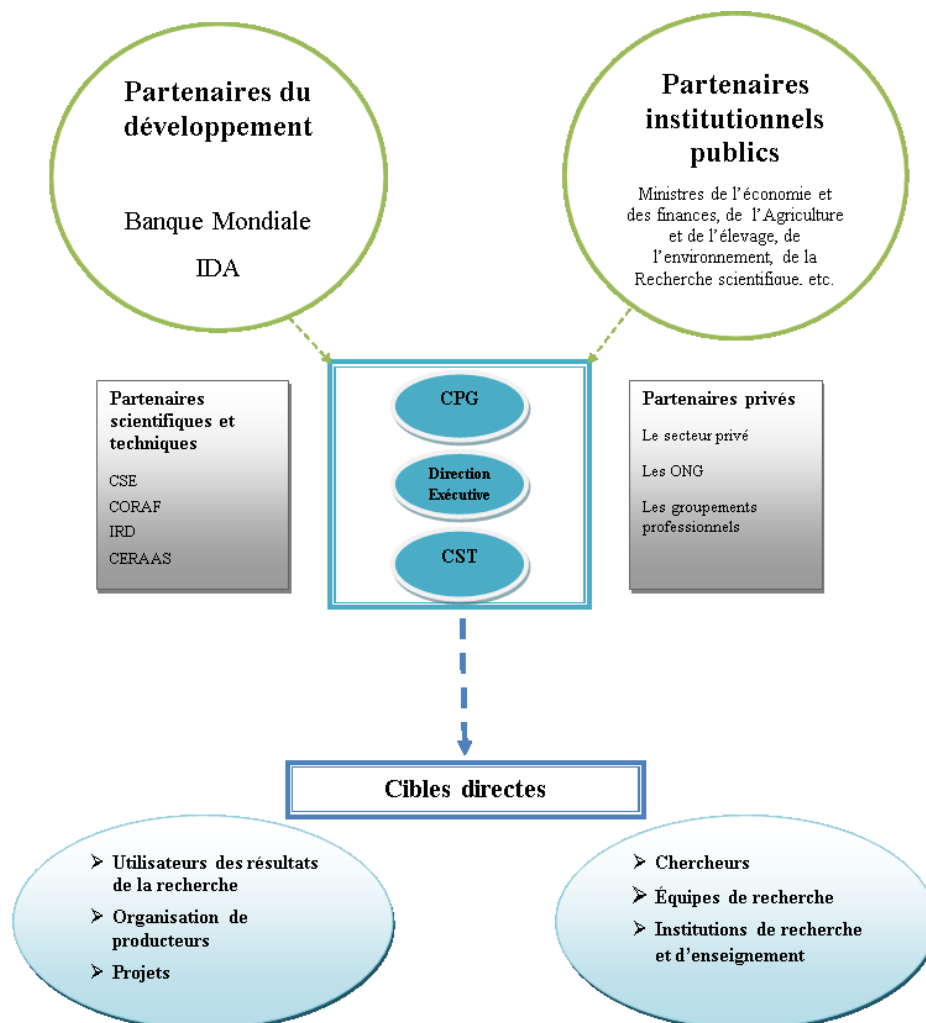 Partenaires du
développement
Banque Mondiale
IDA
Partenaires
institutionnels
publics
Ministres de l'économie et
des finances, de l'Agriculture
et de l'élevage, de
l'environnement, de la
Recherche scientifique. etc.
Partenaires
scientifiques et
techniques
CSE
CORAF
IRD
CERAAS
CPG
Direction
Exécutive
CST
Partenaires privés
Le secteur privé
Les ONG
Les groupements
professionnels
Cibles directes
➢ Utilisateurs des résultats
de la recherche
➢ Organisation de
producteurs
➢ Projets
➢ Chercheurs
➢ Équipes de recherche
➢ Institutions de recherche
et d'enseignement